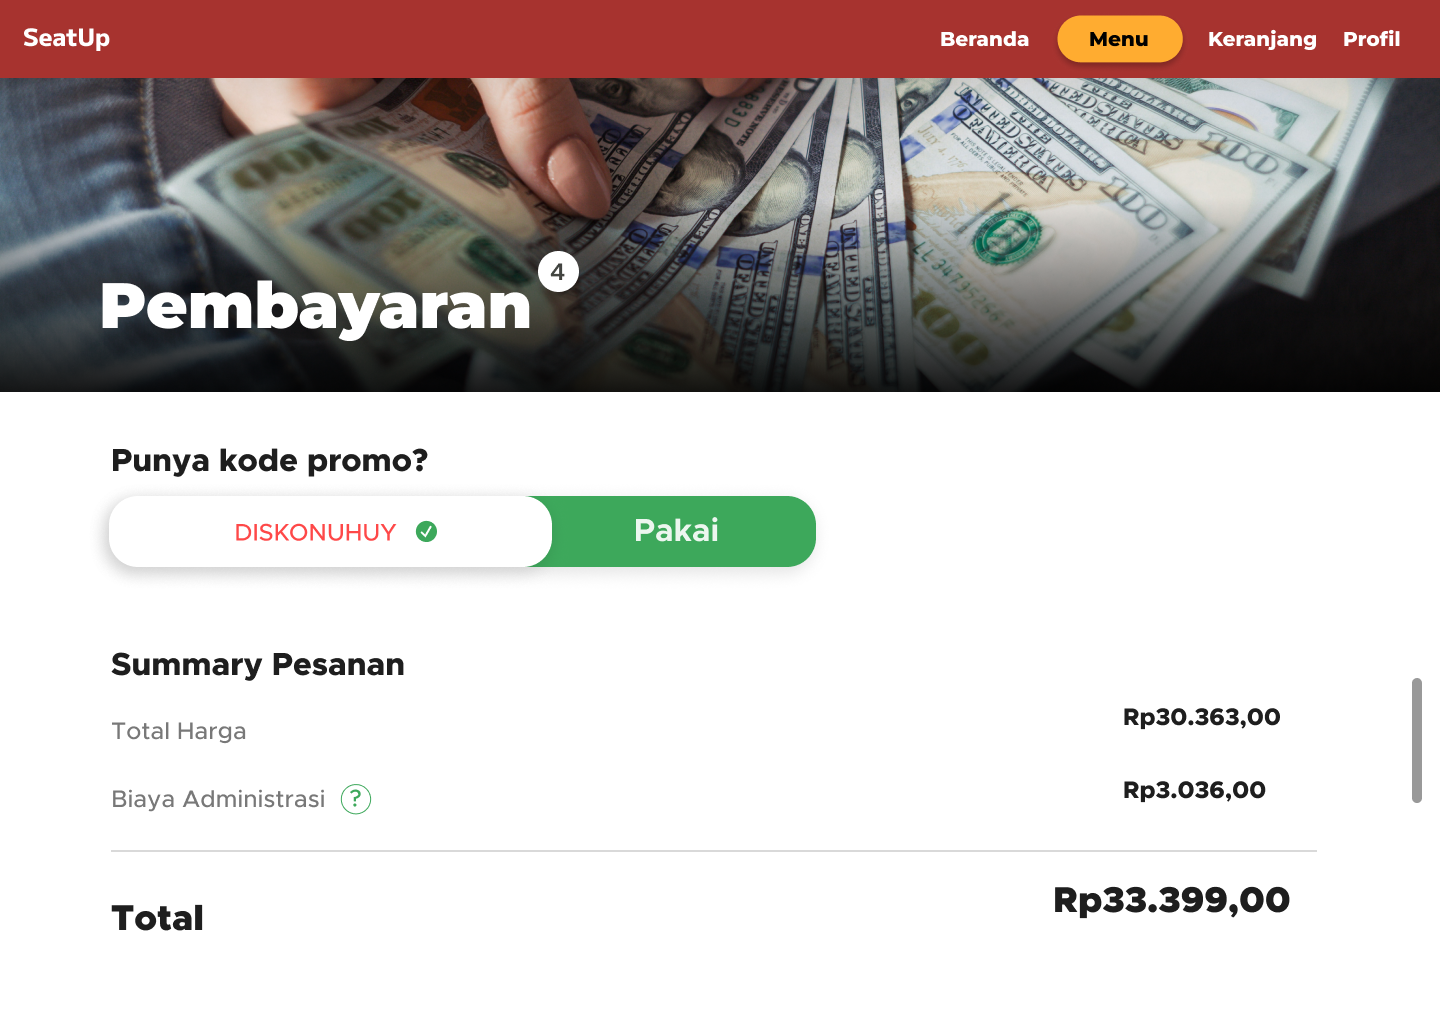 SeatUp
Beranda Menu Keranjang Profil
Pembayaran 4
Punya kode promo?
DISKONUHUY Pakai
Summary Pesanan
Total Harga Rp30.363,00
Biaya Administrasi ? Rp3.036,00
Total Rp33.399,00